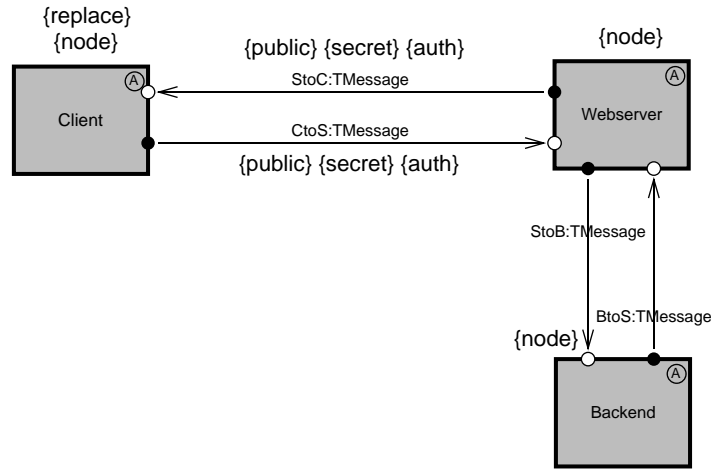 {replace}
{node}
{public} {secret} {auth}
{node}
A
A
StoC:TMessage
Client
Webserver
CtoS:TMessage
{public} {secret} {auth}
StoB:TMessage
BtoS:TMessage
{node}
A
Backend